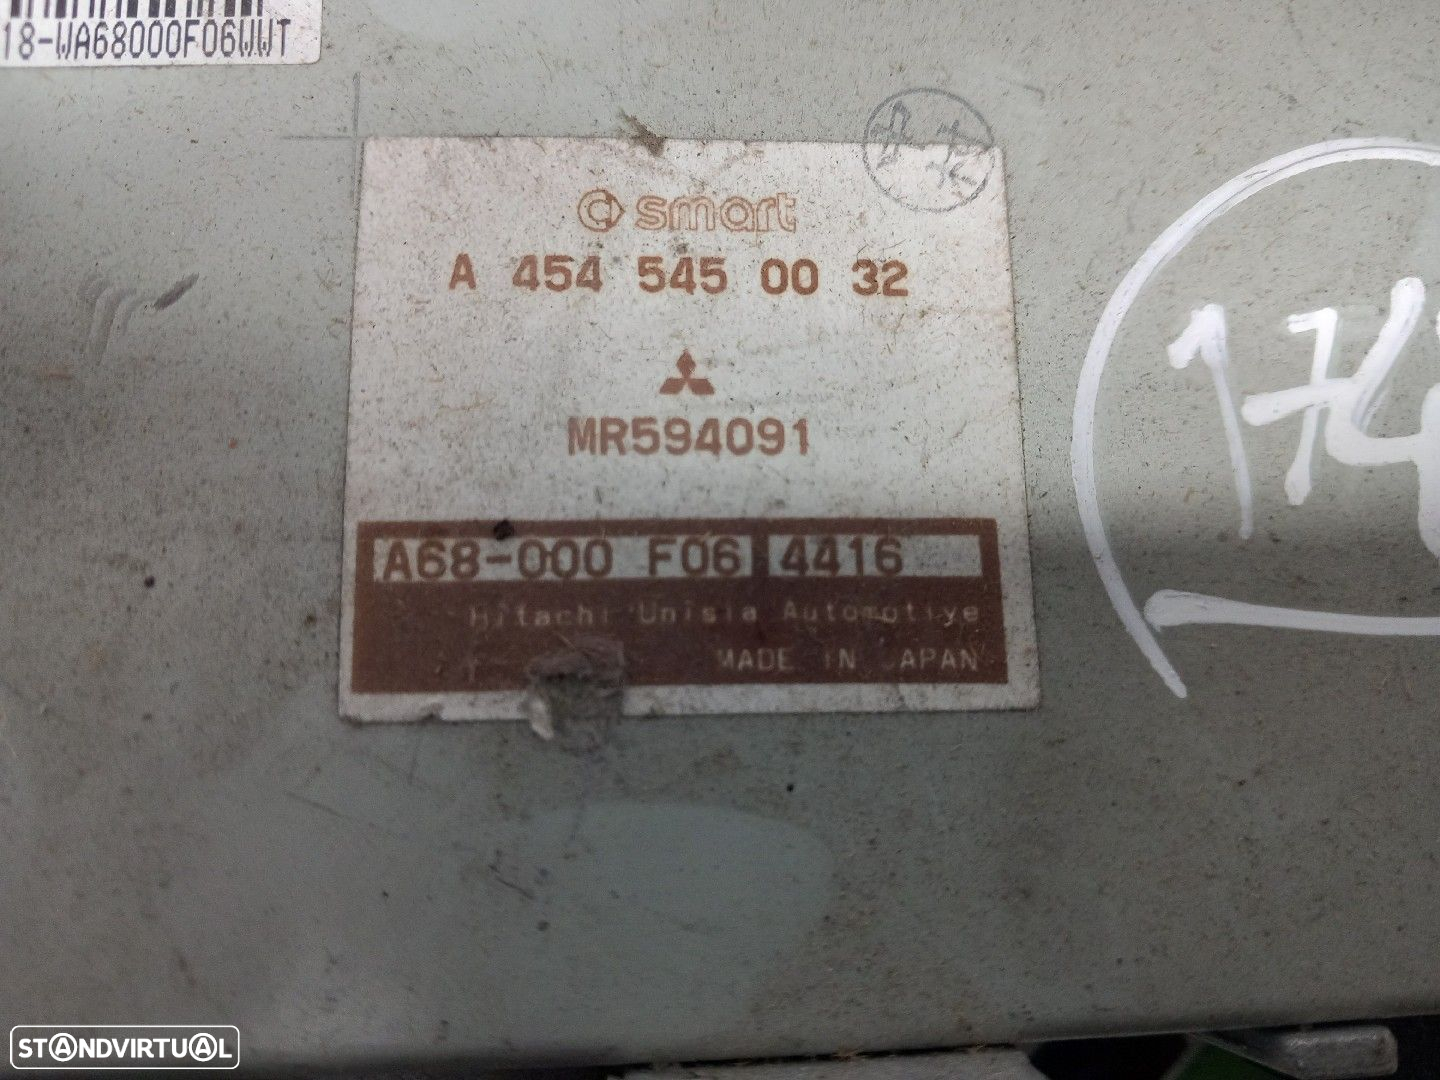 18-WA68000F06WWT
smart
A 454 545 00 32
MR594091
A68-000 F06 4416
Hitachi Unisia Automotive
MADE IN JAPAN
STANDVIRTUAL